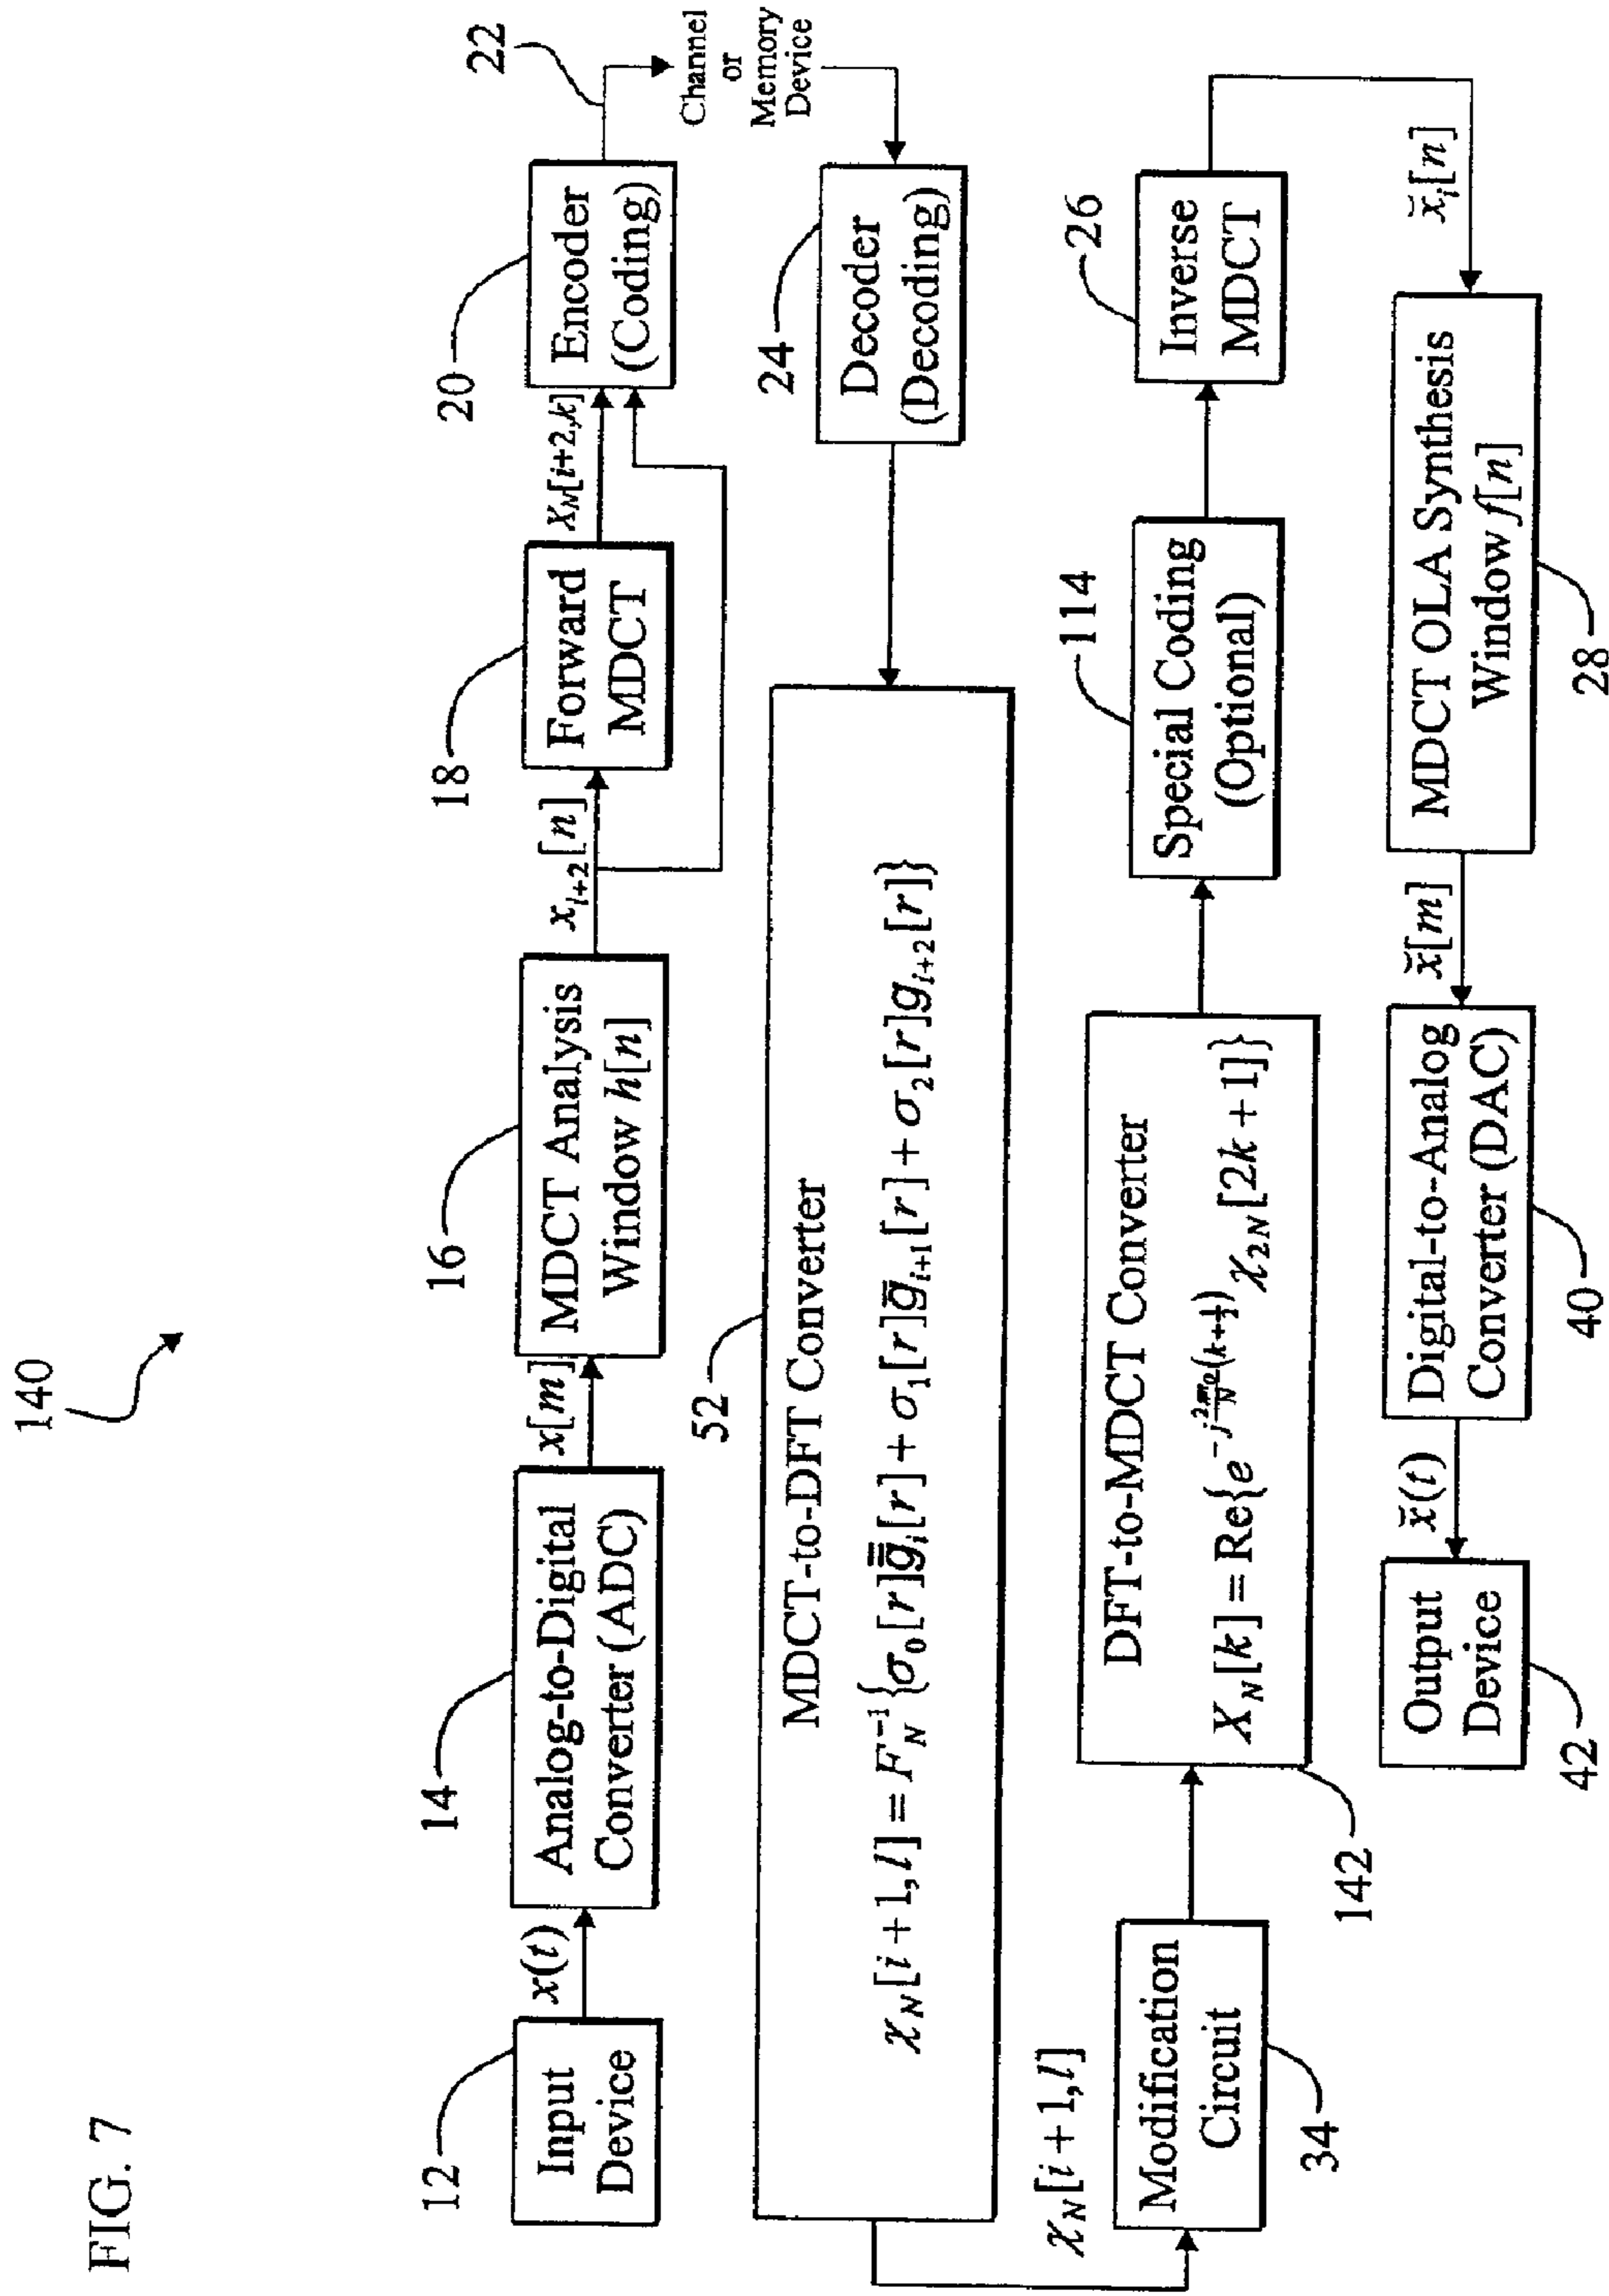 FIG. 7
140
12
Input
Device
x(t)
14
Analog-to-Digital
Converter (ADC)
x[m]
16
MDCT Analysis
Window h[n]
x_{i+2}[n]
18
Forward
MDCT
X_N[i+2,k]
20
Encoder
(Coding)
22
Channel
or
Memory
Device
24
Decoder
(Decoding)
52
MDCT-to-DFT Converter
χ_N[i+1,l] = F_N^{-1}{σ_0[r]g̿_i[r] + σ_1[r]g̅_{i+1}[r] + σ_2[r]g_{i+2}[r]}
χ_N[i+1,l]
Modification
Circuit
34
142
DFT-to-MDCT Converter
X_N[k] = Re{e^{-j\frac{2πn_0}{N}(k+\frac{1}{2})} χ_{2N}[2k+1]}
114
Special Coding
(Optional)
26
Inverse
MDCT
x̆_i[n]
MDCT OLA Synthesis
Window f[n]
28
x̆[m]
Digital-to-Analog
Converter (DAC)
40
x̆(t)
Output
Device
42